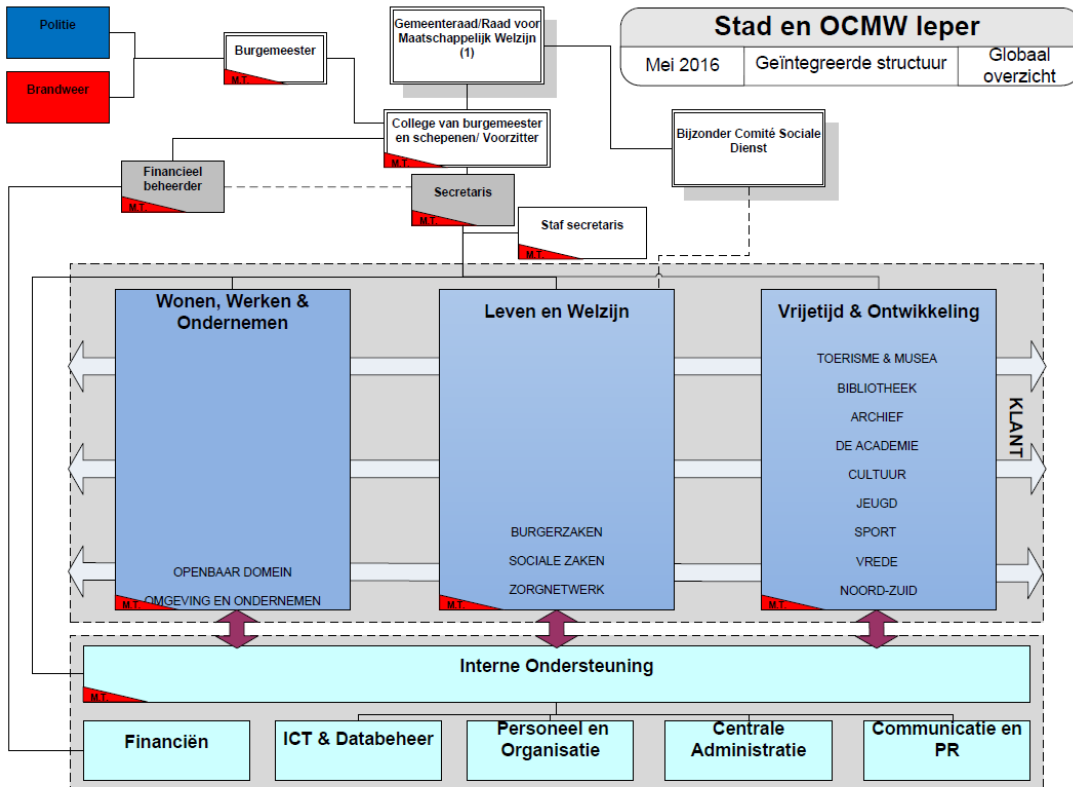 Politie
Brandweer
Burgemeester
M.T.
Gemeenteraad/Raad voor
Maatschappelijk Welzijn
(1)
Stad en OCMW Ieper
Mei 2016
Geïntegreerde structuur
Globaal
overzicht
College van burgemeester
en schepenen/ Voorzitter
M.T.
Bijzonder Comité Sociale
Dienst
Financieel
beheerder
M.T.
Secretaris
M.T.
Staf secretaris
M.T.
Wonen, Werken &
Ondernemen
OPENBAAR DOMEIN
OMGEVING EN ONDERNEMEN
M.T.
Leven en Welzijn
BURGERZAKEN
SOCIALE ZAKEN
ZORGNETWERK
M.T.
Vrijetijd & Ontwikkeling
TOERISME & MUSEA
BIBLIOTHEEK
ARCHIEF
DE ACADEMIE
CULTUUR
JEUGD
SPORT
VREDE
NOORD-ZUID
M.T.
KLANT
Interne Ondersteuning
M.T.
Financiën
ICT & Databeheer
Personeel en
Organisatie
Centrale
Administratie
Communicatie en
PR